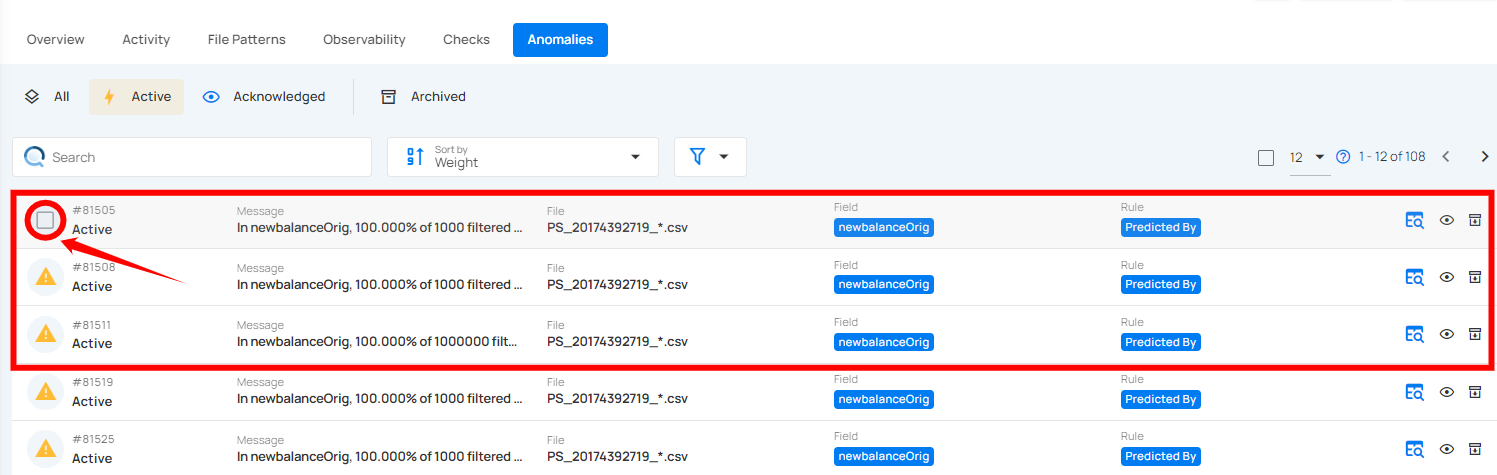 Overview Activity File Patterns Observability Checks Anomalies
All Active Acknowledged Archived
Search Sort by Weight 12 1 - 12 of 108
#81505 Message File Field Rule
Active In newbalanceOrig, 100.000% of 1000 filtered ... PS_20174392719_*.csv newbalanceOrig Predicted By
#81508 Message File Field Rule
Active In newbalanceOrig, 100.000% of 1000 filtered ... PS_20174392719_*.csv newbalanceOrig Predicted By
#81511 Message File Field Rule
Active In newbalanceOrig, 100.000% of 1000000 filt... PS_20174392719_*.csv newbalanceOrig Predicted By
#81519 Message File Field Rule
Active In newbalanceOrig, 100.000% of 1000 filtered ... PS_20174392719_*.csv newbalanceOrig Predicted By
#81525 Message File Field Rule
Active In newbalanceOrig, 100.000% of 1000 filtered ... PS_20174392719_*.csv newbalanceOrig Predicted By